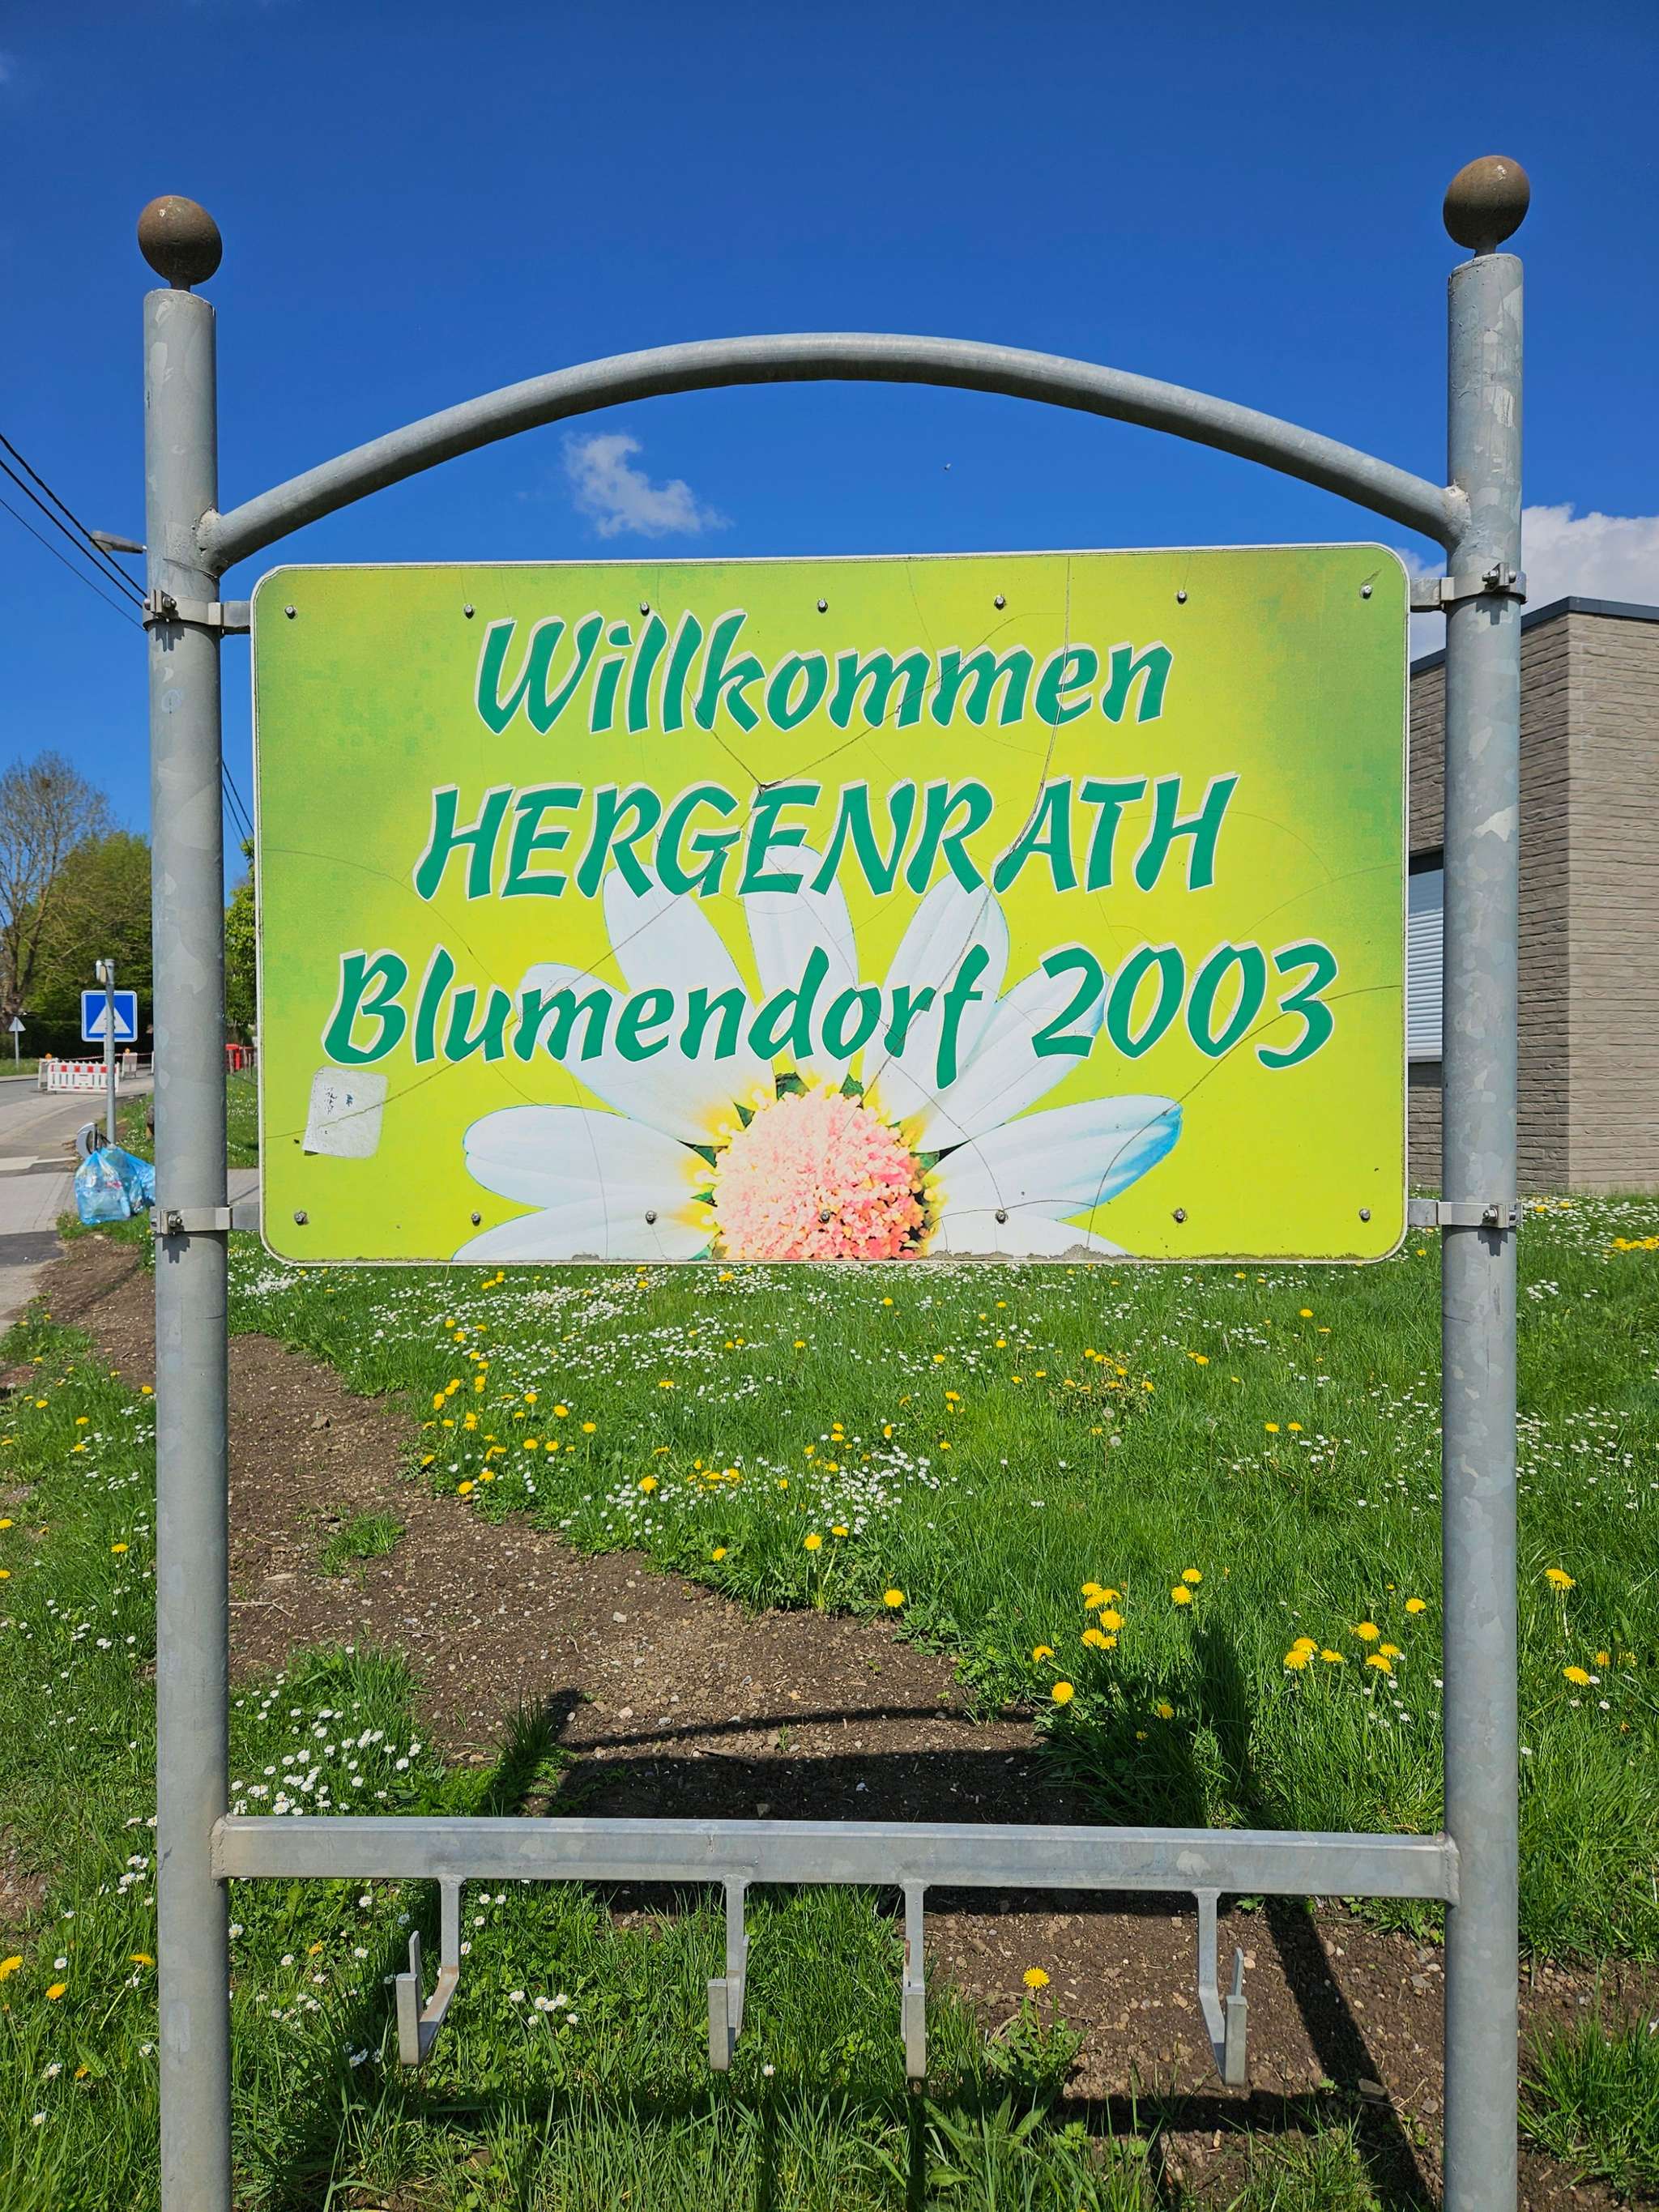 Willkommen
HERGENRATH
Blumendorf 2003